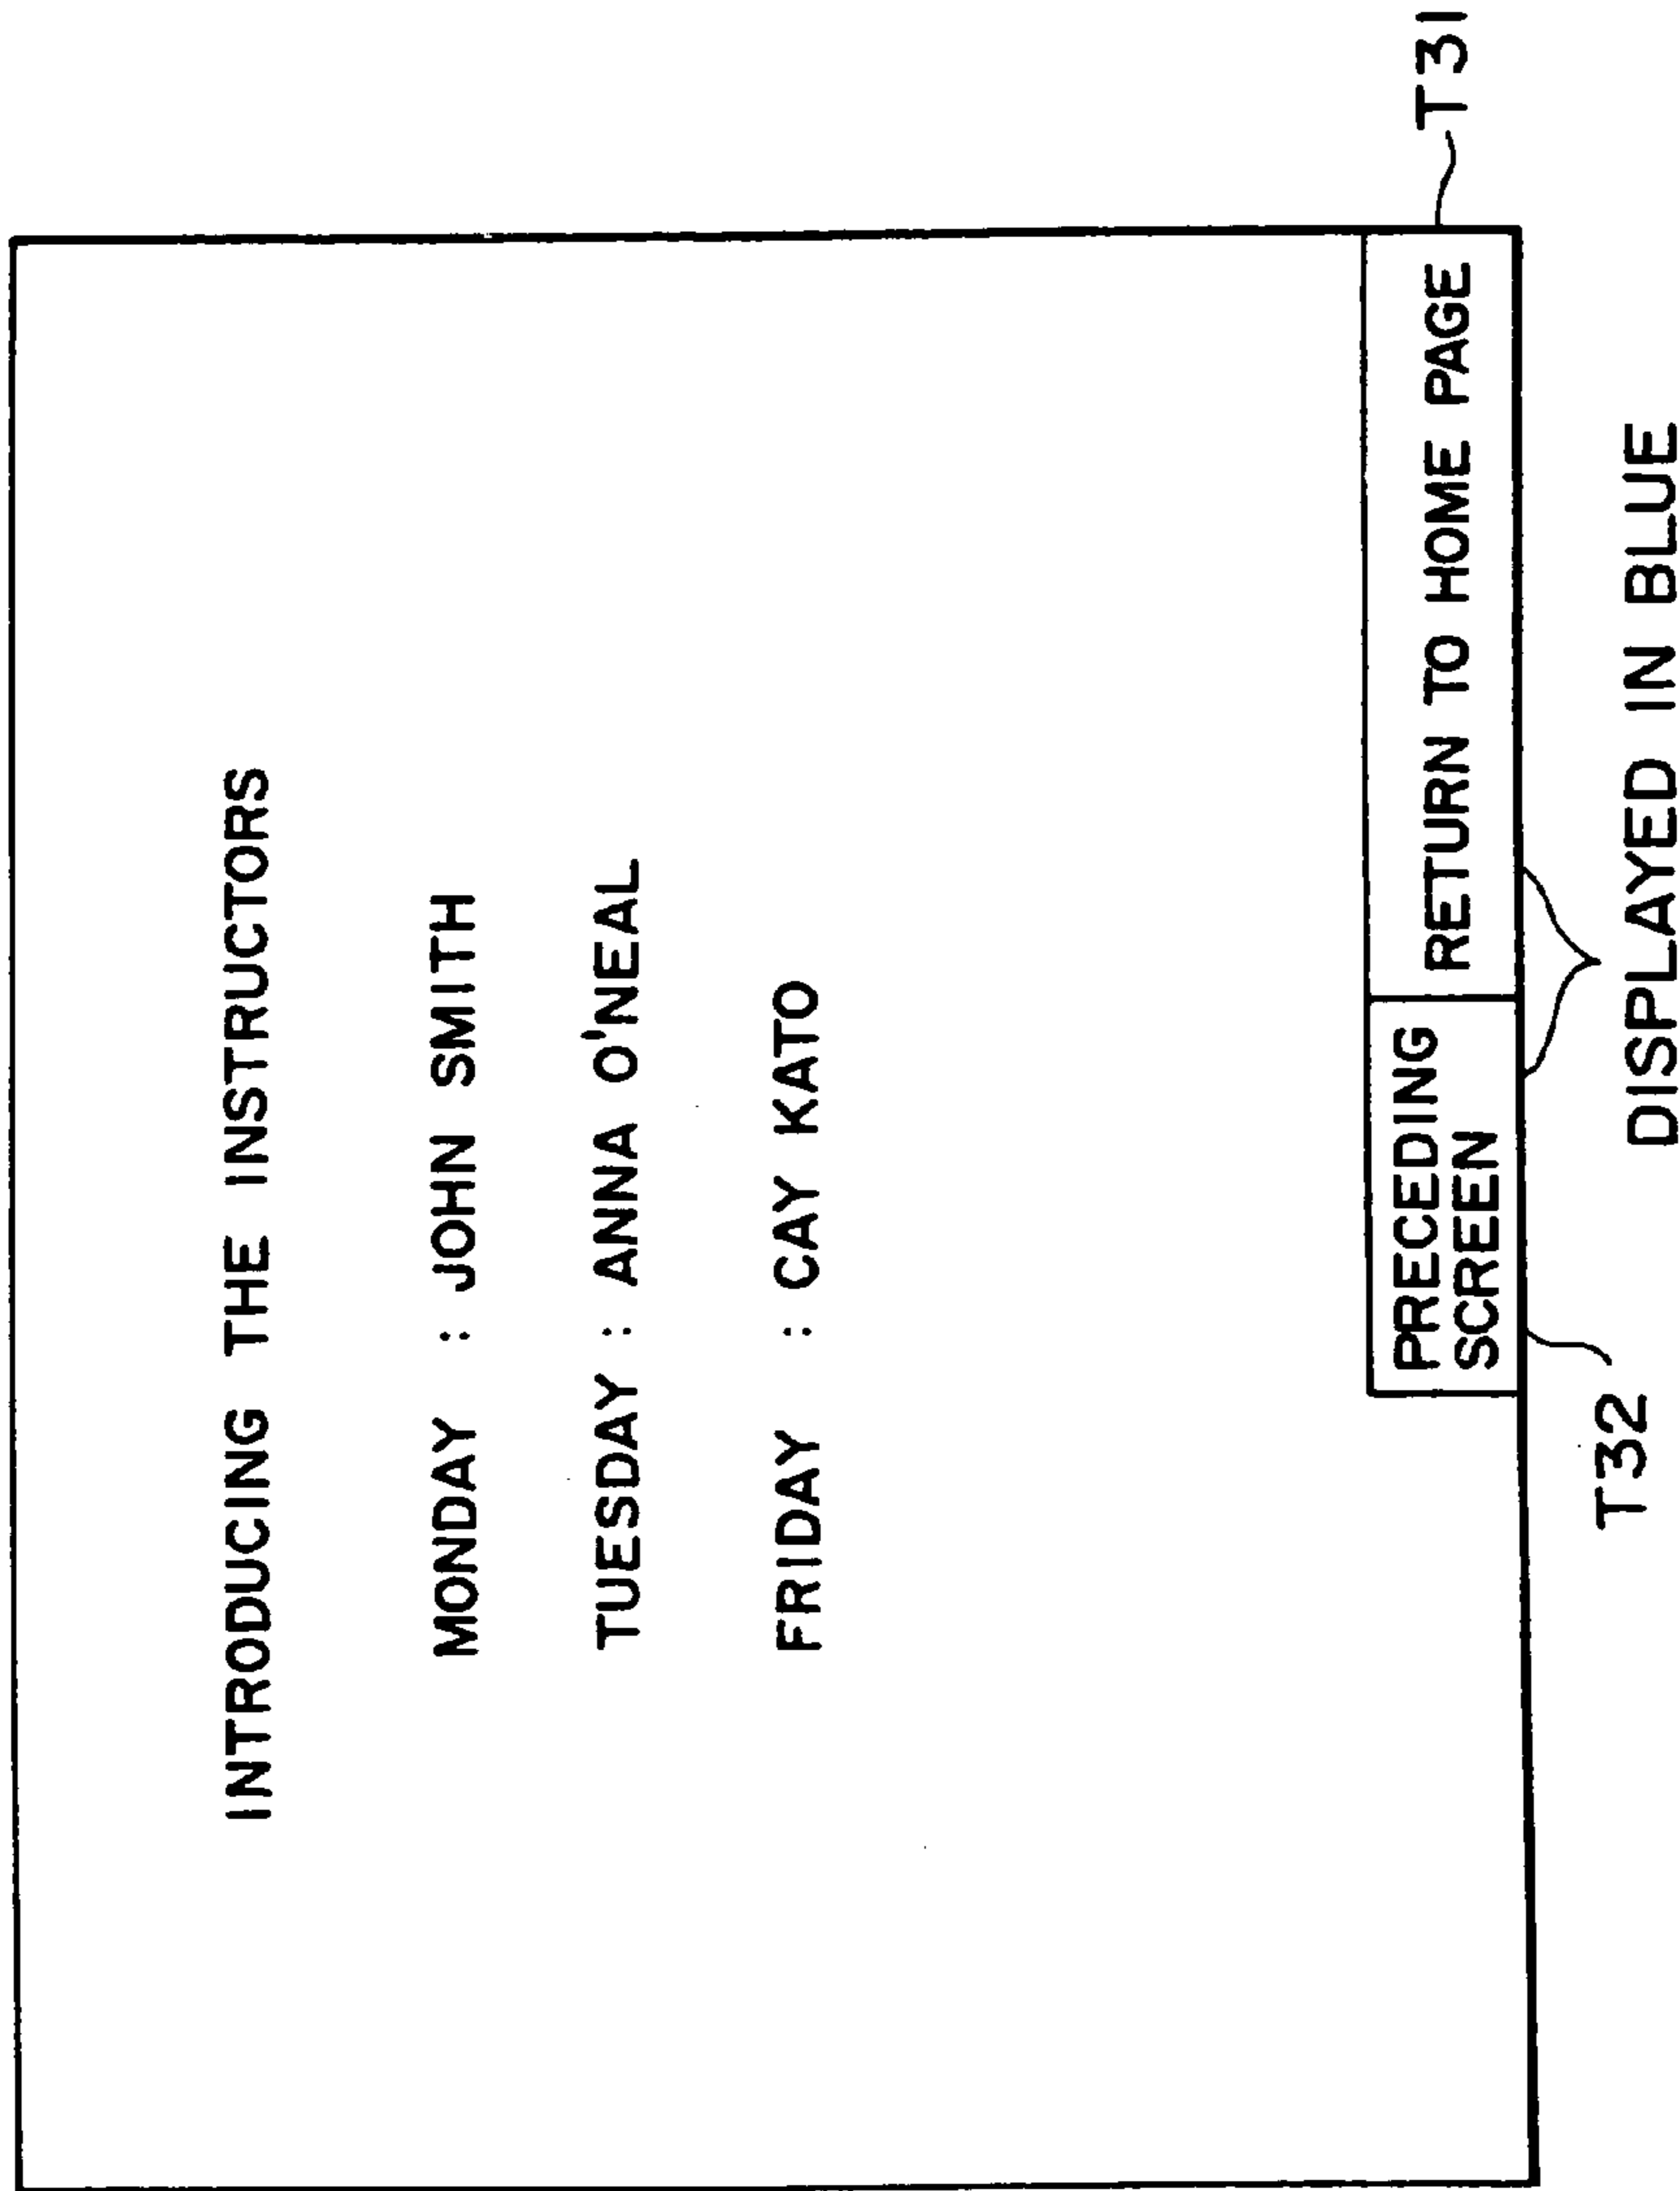 INTRODUCING THE INSTRUCTORS
MONDAY : JOHN SMITH
TUESDAY : ANNA O'NEAL
FRIDAY : CAY KATO
PRECEDING
SCREEN
RETURN TO HOME PAGE
T31
T32
DISPLAYED IN BLUE